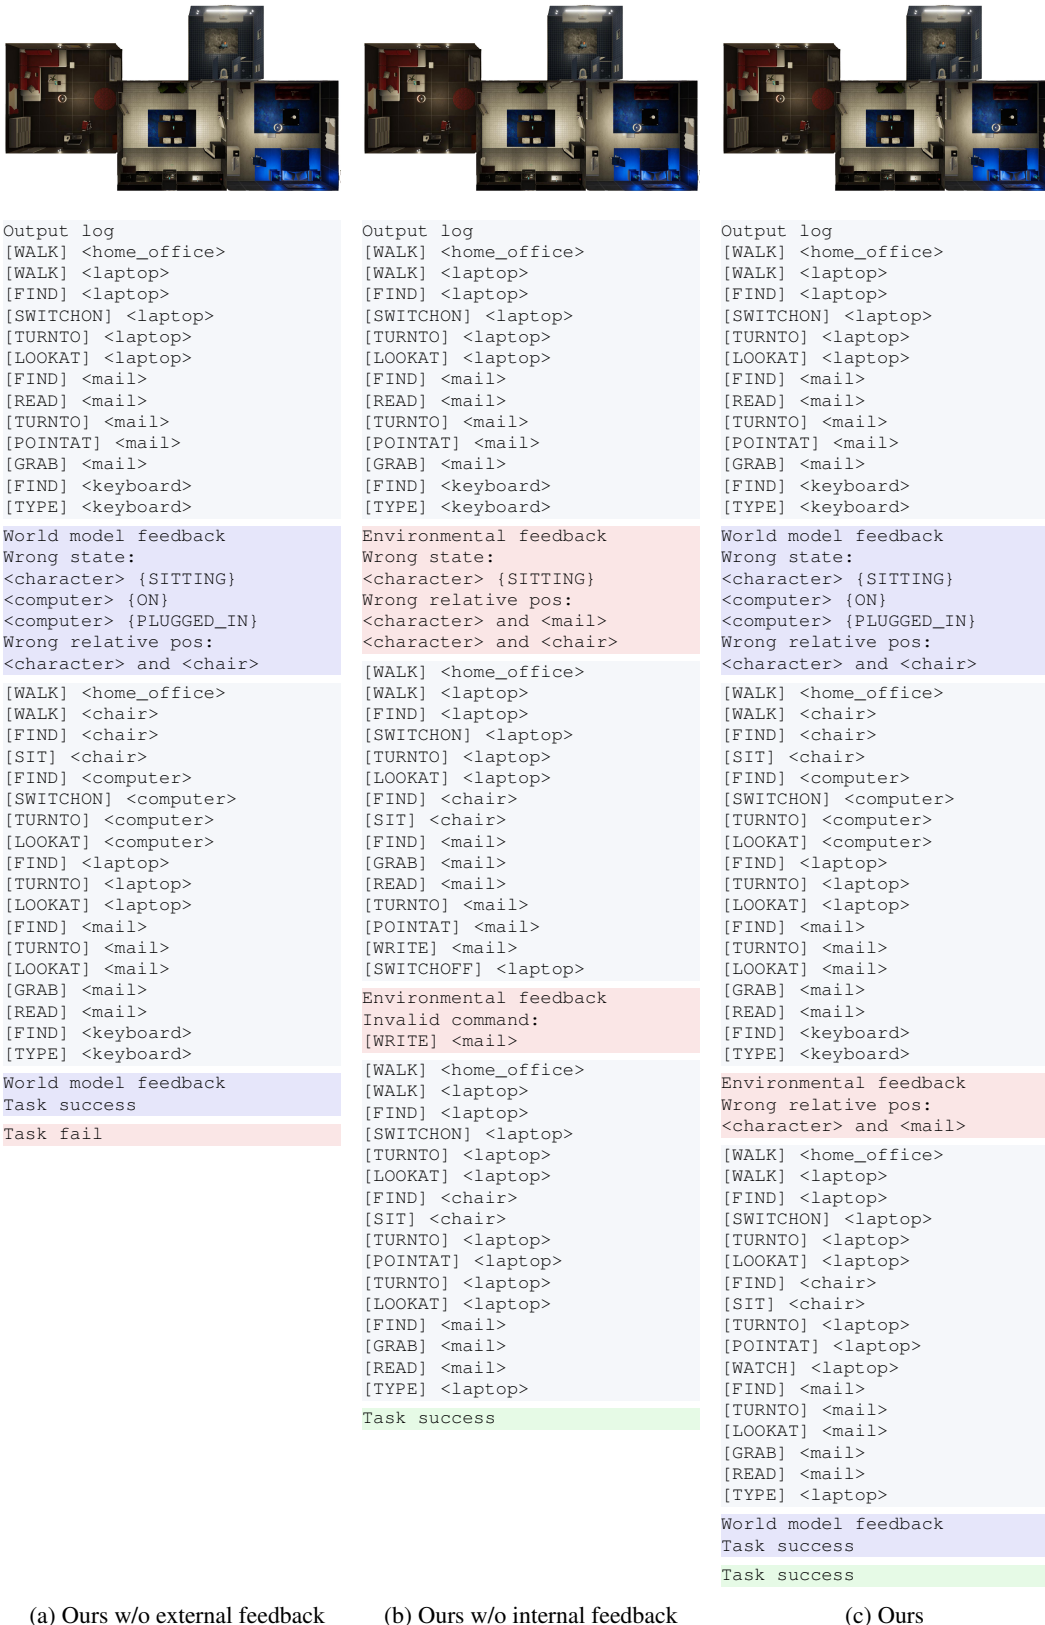 Output log
[WALK] <home_office>
[WALK] <laptop>
[FIND] <laptop>
[SWITCHON] <laptop>
[TURNTO] <laptop>
[LOOKAT] <laptop>
[FIND] <mail>
[READ] <mail>
[TURNTO] <mail>
[POINTAT] <mail>
[GRAB] <mail>
[FIND] <keyboard>
[TYPE] <keyboard>
World model feedback
Wrong state:
<character> {SITTING}
<computer> {ON}
<computer> {PLUGGED_IN}
Wrong relative pos:
<character> and <chair>
[WALK] <home_office>
[WALK] <chair>
[FIND] <chair>
[SIT] <chair>
[FIND] <computer>
[SWITCHON] <computer>
[TURNTO] <computer>
[LOOKAT] <computer>
[FIND] <laptop>
[TURNTO] <laptop>
[LOOKAT] <laptop>
[FIND] <mail>
[TURNTO] <mail>
[LOOKAT] <mail>
[GRAB] <mail>
[READ] <mail>
[FIND] <keyboard>
[TYPE] <keyboard>
World model feedback
Task success
Task fail
(a) Ours w/o external feedback
Output log
[WALK] <home_office>
[WALK] <laptop>
[FIND] <laptop>
[SWITCHON] <laptop>
[TURNTO] <laptop>
[LOOKAT] <laptop>
[FIND] <mail>
[READ] <mail>
[TURNTO] <mail>
[POINTAT] <mail>
[GRAB] <mail>
[FIND] <keyboard>
[TYPE] <keyboard>
Environmental feedback
Wrong state:
<character> {SITTING}
Wrong relative pos:
<character> and <mail>
<character> and <chair>
[WALK] <home_office>
[WALK] <laptop>
[FIND] <laptop>
[SWITCHON] <laptop>
[TURNTO] <laptop>
[LOOKAT] <laptop>
[FIND] <chair>
[SIT] <chair>
[FIND] <mail>
[GRAB] <mail>
[READ] <mail>
[TURNTO] <mail>
[POINTAT] <mail>
[WRITE] <mail>
[SWITCHOFF] <laptop>
Environmental feedback
Invalid command:
[WRITE] <mail>
[WALK] <home_office>
[WALK] <laptop>
[FIND] <laptop>
[SWITCHON] <laptop>
[TURNTO] <laptop>
[LOOKAT] <laptop>
[FIND] <chair>
[SIT] <chair>
[TURNTO] <laptop>
[POINTAT] <laptop>
[TURNTO] <laptop>
[LOOKAT] <laptop>
[FIND] <mail>
[GRAB] <mail>
[READ] <mail>
[TYPE] <laptop>
Task success
(b) Ours w/o internal feedback
Output log
[WALK] <home_office>
[WALK] <laptop>
[FIND] <laptop>
[SWITCHON] <laptop>
[TURNTO] <laptop>
[LOOKAT] <laptop>
[FIND] <mail>
[READ] <mail>
[TURNTO] <mail>
[POINTAT] <mail>
[GRAB] <mail>
[FIND] <keyboard>
[TYPE] <keyboard>
World model feedback
Wrong state:
<character> {SITTING}
<computer> {ON}
<computer> {PLUGGED_IN}
Wrong relative pos:
<character> and <chair>
[WALK] <home_office>
[WALK] <chair>
[FIND] <chair>
[SIT] <chair>
[FIND] <computer>
[SWITCHON] <computer>
[TURNTO] <computer>
[LOOKAT] <computer>
[FIND] <laptop>
[TURNTO] <laptop>
[LOOKAT] <laptop>
[FIND] <mail>
[TURNTO] <mail>
[LOOKAT] <mail>
[GRAB] <mail>
[READ] <mail>
[FIND] <keyboard>
[TYPE] <keyboard>
Environmental feedback
Wrong relative pos:
<character> and <mail>
[WALK] <home_office>
[WALK] <laptop>
[FIND] <laptop>
[SWITCHON] <laptop>
[TURNTO] <laptop>
[LOOKAT] <laptop>
[FIND] <chair>
[SIT] <chair>
[TURNTO] <laptop>
[POINTAT] <laptop>
[WATCH] <laptop>
[FIND] <mail>
[TURNTO] <mail>
[LOOKAT] <mail>
[GRAB] <mail>
[READ] <mail>
[TYPE] <laptop>
World model feedback
Task success
Task success
(c) Ours